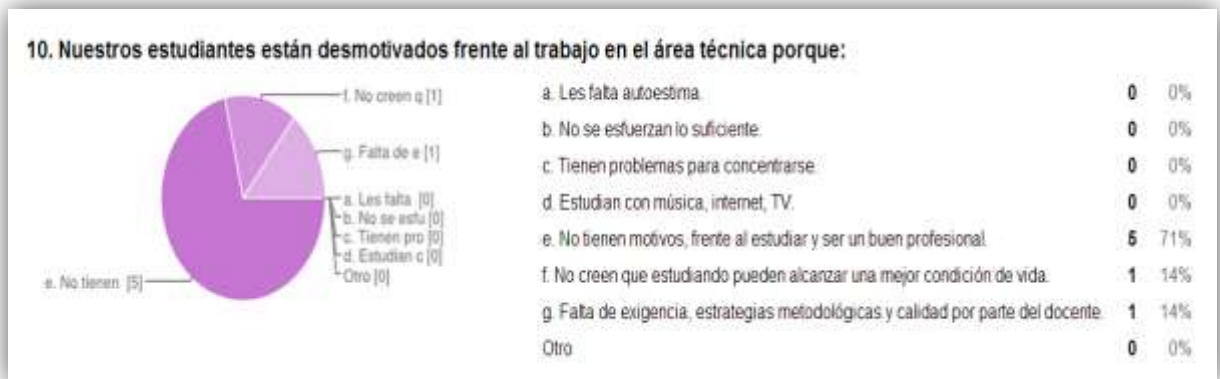 10. Nuestros estudiantes están desmotivados frente al trabajo en el área técnica porque:
f. No creen q [1]
g. Falta de e [1]
a. Les falta [0]
b. No se esfu [0]
c. Tienen pro [0]
d. Estudian c [0]
Otro [0]
e. No tienen [5]
a. Les falta autoestima. 0 0%
b. No se esfuerzan lo suficiente. 0 0%
c. Tienen problemas para concentrarse. 0 0%
d. Estudian con música, internet, TV. 0 0%
e. No tienen motivos, frente al estudiar y ser un buen profesional. 5 71%
f. No creen que estudiando pueden alcanzar una mejor condición de vida. 1 14%
g. Falta de exigencia, estrategias metodológicas y calidad por parte del docente. 1 14%
Otro 0 0%